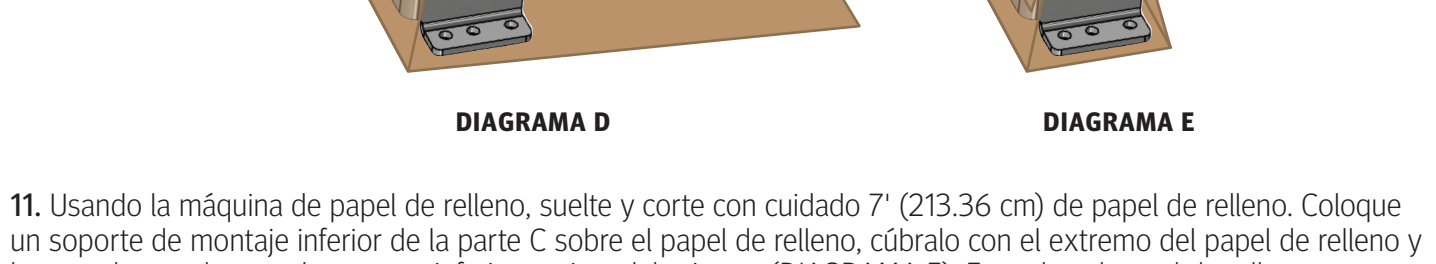 DIAGRAMA D
DIAGRAMA E
11. Usando la máquina de papel de relleno, suelte y corte con cuidado 7' (213.36 cm) de papel de relleno. Coloque
un soporte de montaje inferior de la parte C sobre el papel de relleno, cúbralo con el extremo del papel de relleno y